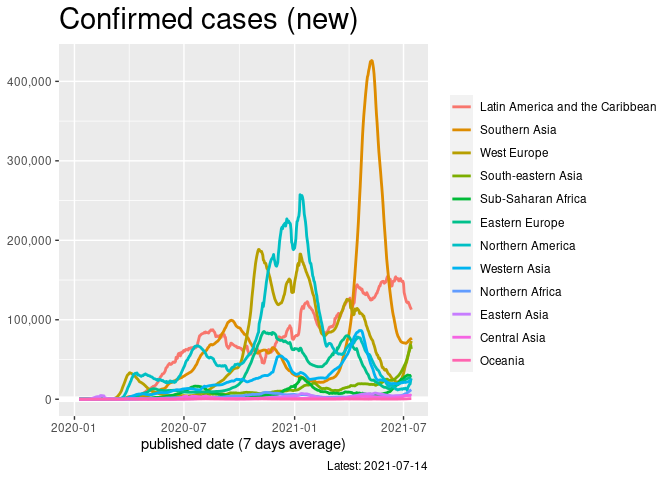 Confirmed cases (new)
400,000
300,000
200,000
100,000
0
2020-01
2020-07
2021-01
2021-07
published date (7 days average)
Latin America and the Caribbean
Southern Asia
West Europe
South-eastern Asia
Sub-Saharan Africa
Eastern Europe
Northern America
Western Asia
Northern Africa
Eastern Asia
Central Asia
Oceania
Latest: 2021-07-14